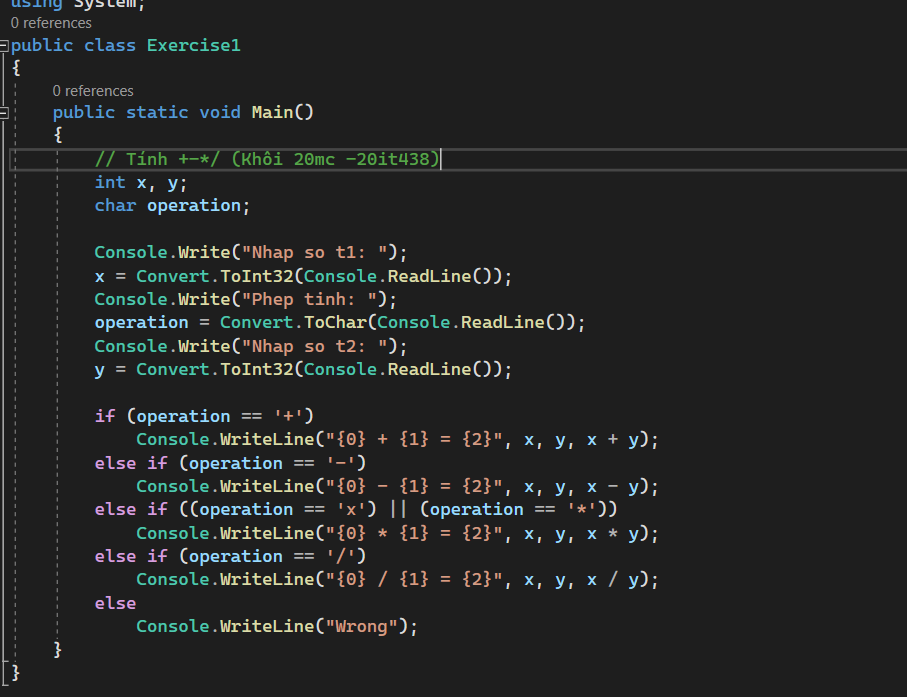 using System;
0 references
public class Exercise1
{
0 references
public static void Main()
{
// Tính +-*/ (Khôi 20mc -20it438)
int x, y;
char operation;
Console.Write("Nhap so t1: ");
x = Convert.ToInt32(Console.ReadLine());
Console.Write("Phep tinh: ");
operation = Convert.ToChar(Console.ReadLine());
Console.Write("Nhap so t2: ");
y = Convert.ToInt32(Console.ReadLine());
if (operation == '+')
Console.WriteLine("{0} + {1} = {2}", x, y, x + y);
else if (operation == '-')
Console.WriteLine("{0} - {1} = {2}", x, y, x - y);
else if ((operation == 'x') || (operation == '*'))
Console.WriteLine("{0} * {1} = {2}", x, y, x * y);
else if (operation == '/')
Console.WriteLine("{0} / {1} = {2}", x, y, x / y);
else
Console.WriteLine("Wrong");
}
}